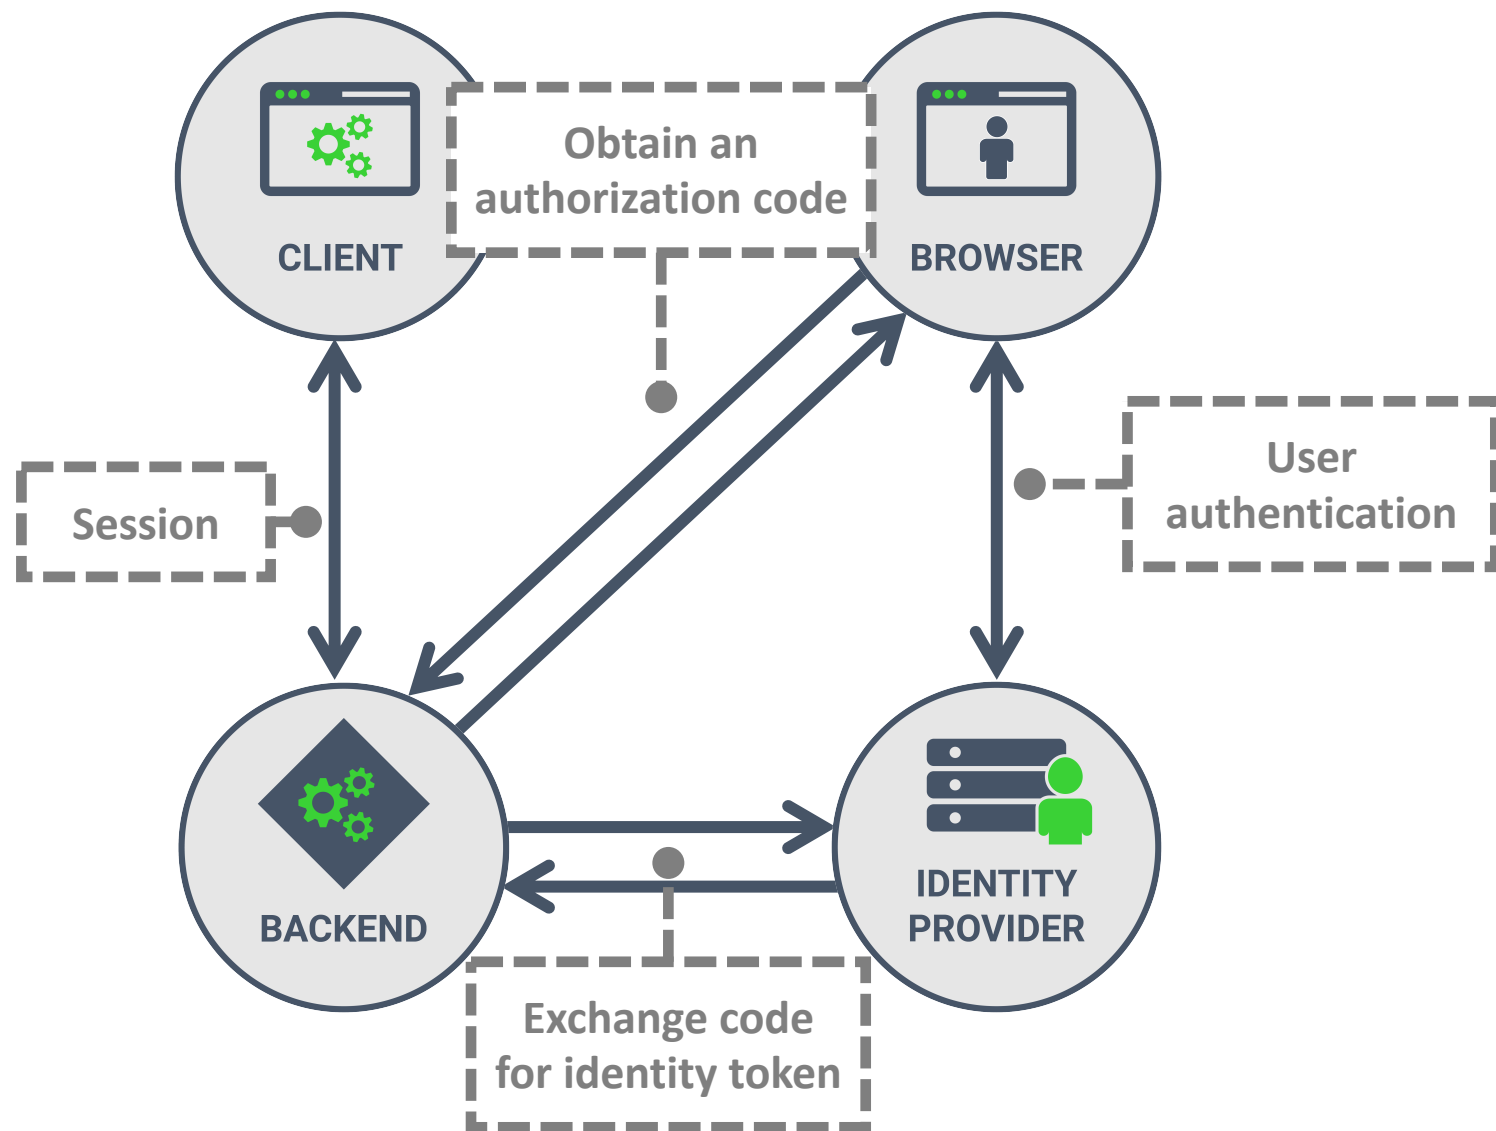 Obtain an
authorization code
CLIENT
BROWSER
User
authentication
Session
IDENTITY
PROVIDER
BACKEND
Exchange code
for identity token